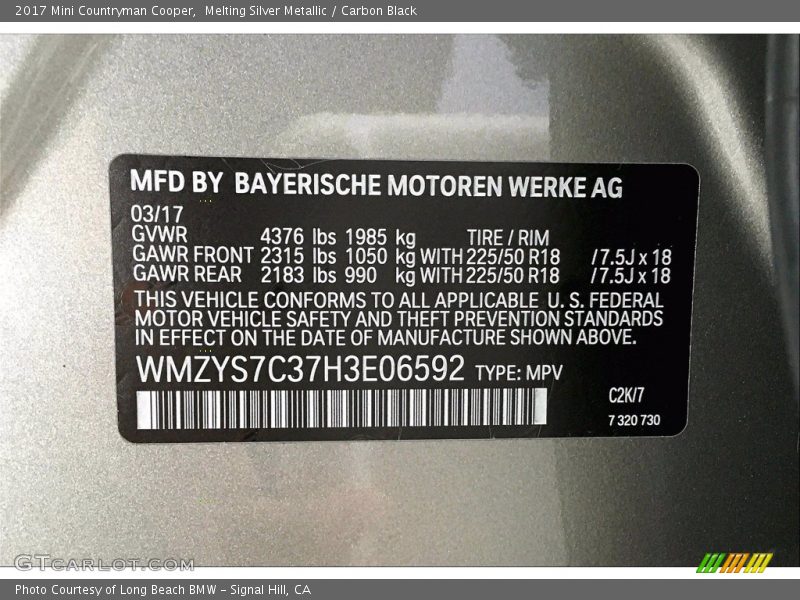 2017 Mini Countryman Cooper,  Melting Silver Metallic / Carbon Black
MFD BY BAYERISCHE MOTOREN WERKE AG
03/17
GVWR 4376 lbs 1985 kg TIRE / RIM
GAWR FRONT 2315 lbs 1050 kg WITH 225/50 R18 /7.5J x 18
GAWR REAR 2183 lbs 990 kg WITH 225/50 R18 /7.5J x 18
THIS VEHICLE CONFORMS TO ALL APPLICABLE U. S. FEDERAL
MOTOR VEHICLE SAFETY AND THEFT PREVENTION STANDARDS
IN EFFECT ON THE DATE OF MANUFACTURE SHOWN ABOVE.
WMZYS7C37H3E06592 TYPE: MPV
C2K/7
7 320 730
GTCARLOT.COM
Photo Courtesy of Long Beach BMW – Signal Hill, CA